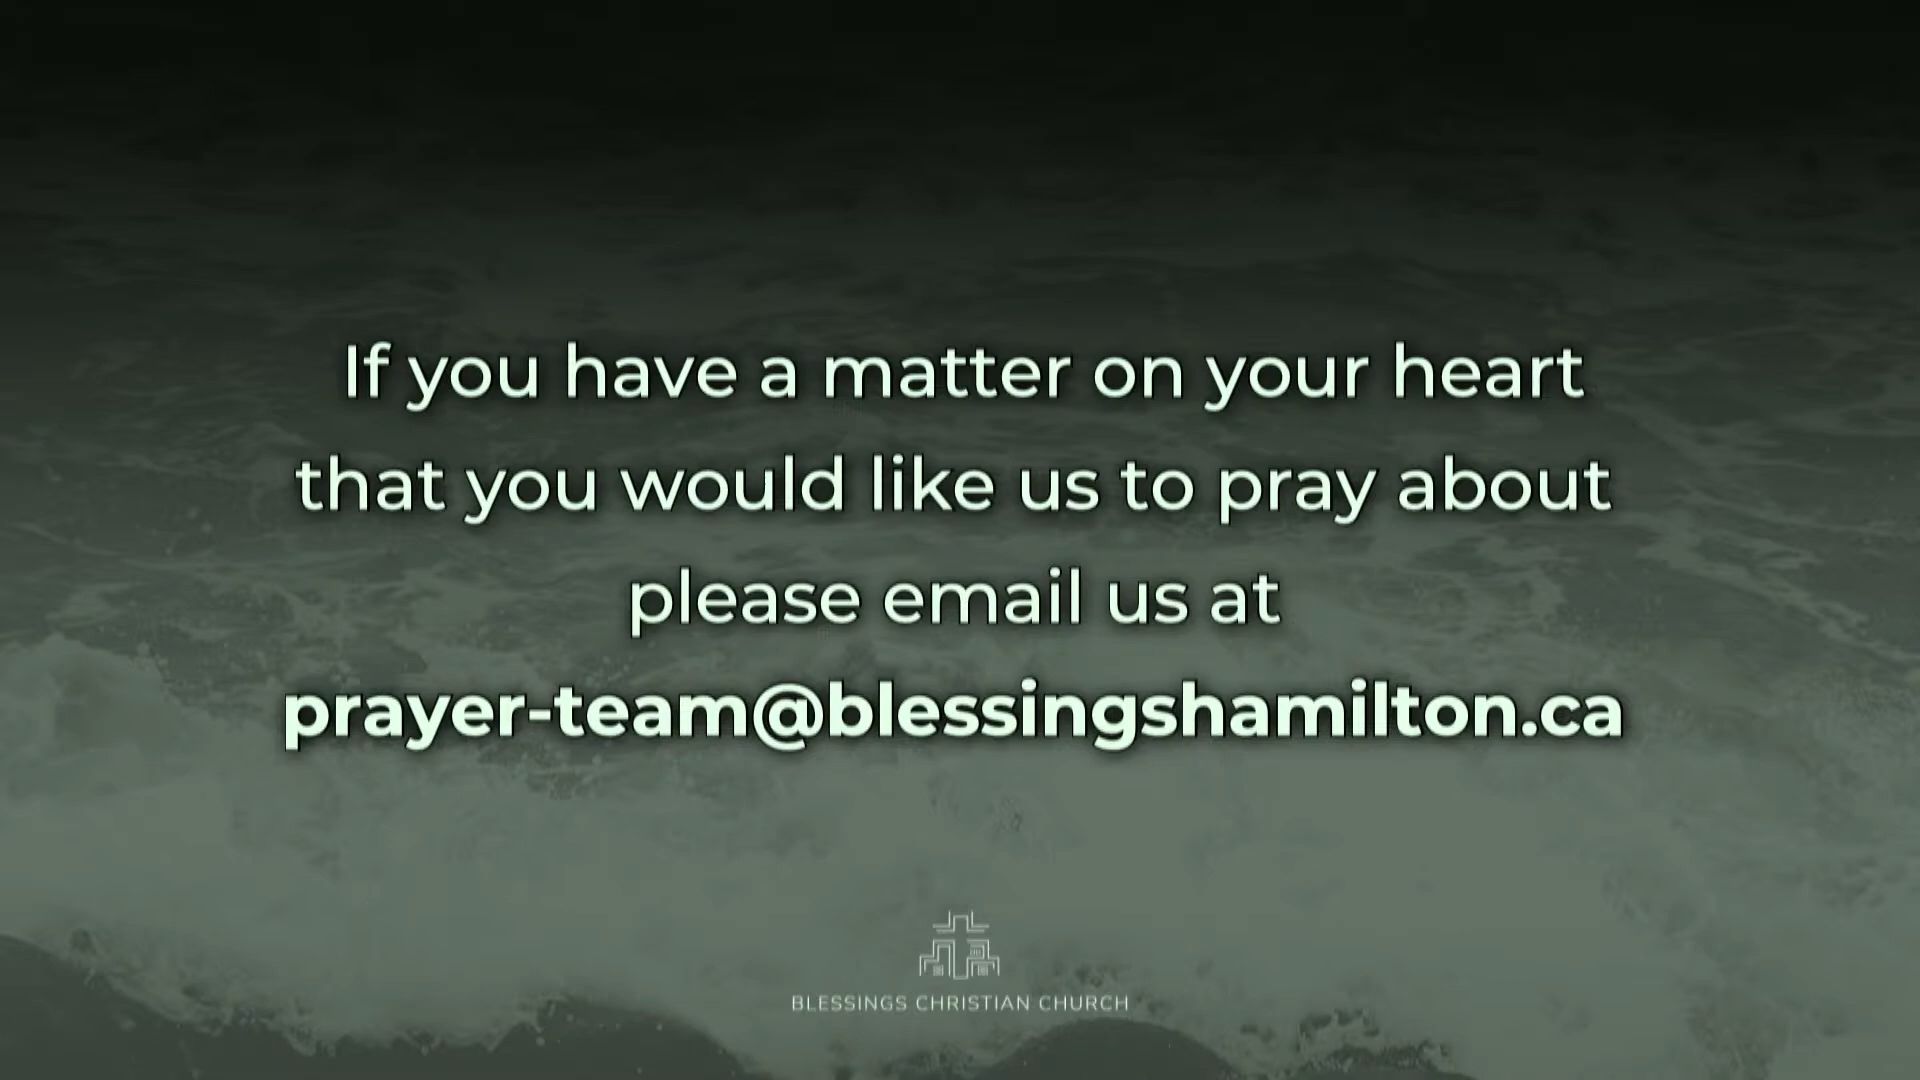 If you have a matter on your heart
that you would like us to pray about
please email us at
prayer-team@blessingshamilton.ca
BLESSINGS CHRISTIAN CHURCH